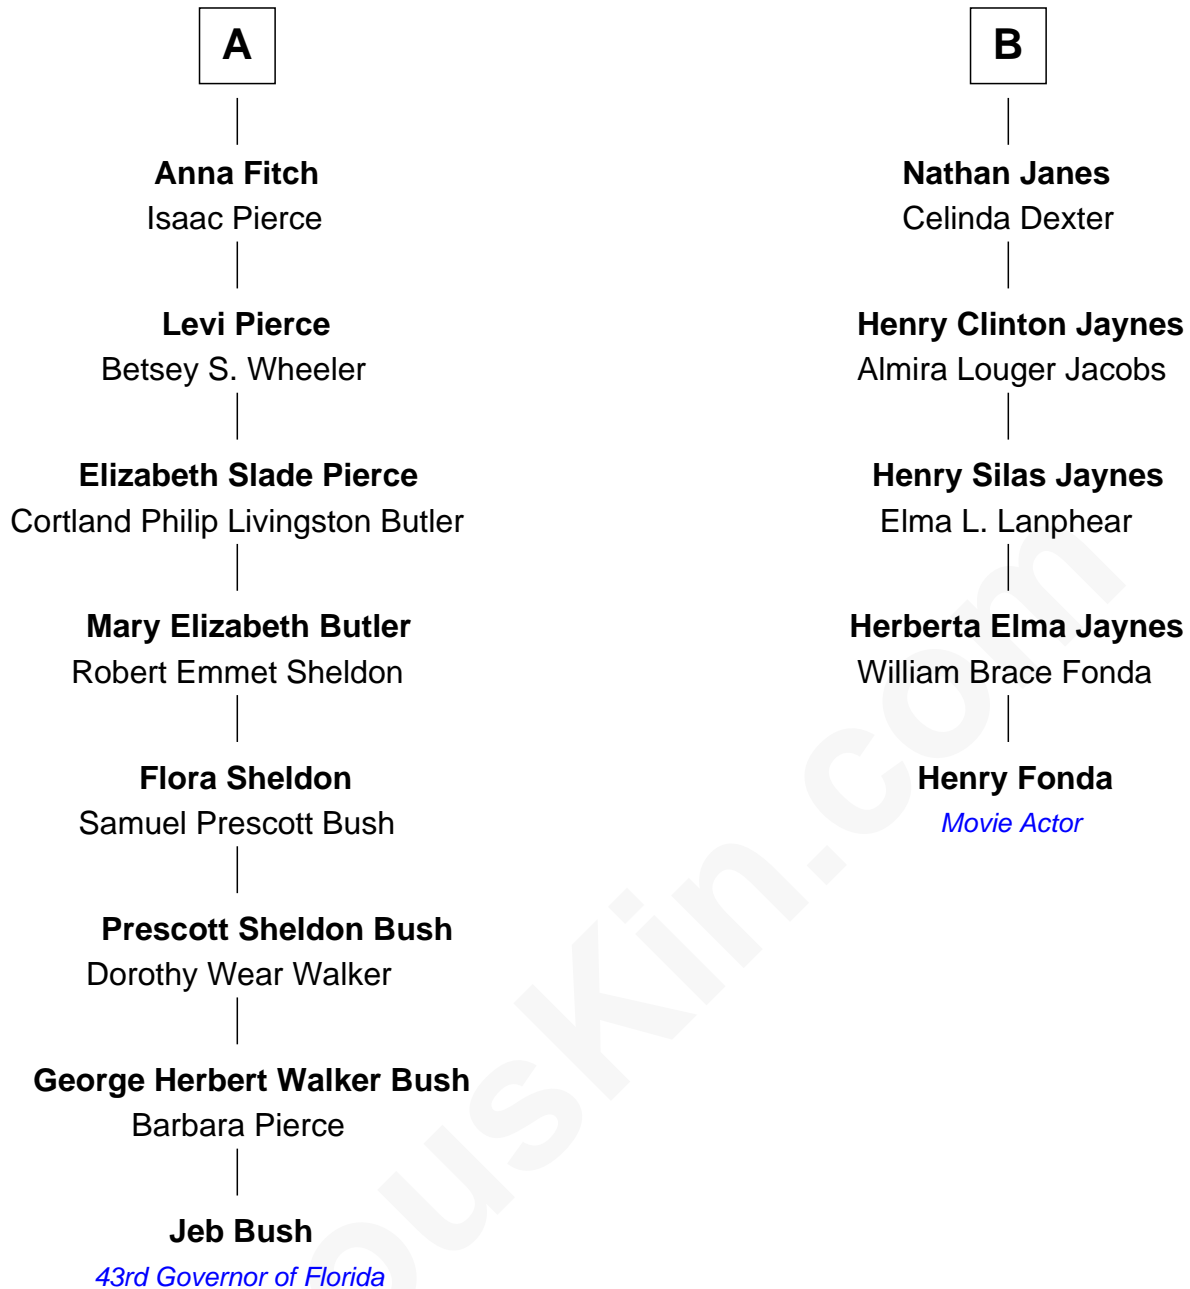 A
Anna Fitch
Isaac Pierce
Levi Pierce
Betsey S. Wheeler
Elizabeth Slade Pierce
Cortland Philip Livingston Butler
Mary Elizabeth Butler
Robert Emmet Sheldon
Flora Sheldon
Samuel Prescott Bush
Prescott Sheldon Bush
Dorothy Wear Walker
George Herbert Walker Bush
Barbara Pierce
Jeb Bush
43rd Governor of Florida
B
Nathan Janes
Celinda Dexter
Henry Clinton Jaynes
Almira Louger Jacobs
Henry Silas Jaynes
Elma L. Lanphear
Herberta Elma Jaynes
William Brace Fonda
Henry Fonda
Movie Actor
ouskin.com